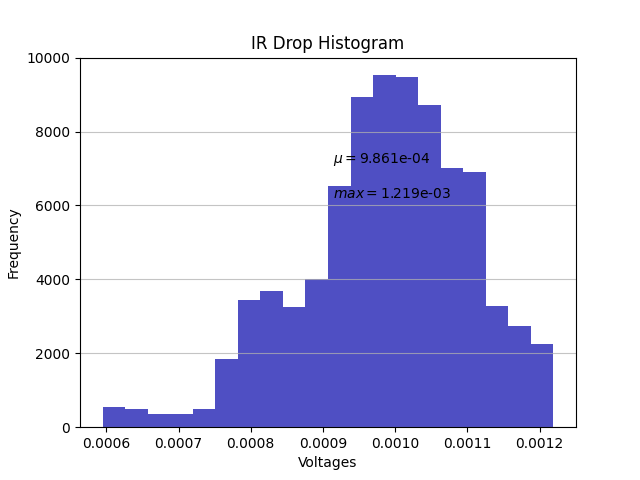 IR Drop Histogram
10000
8000
6000
4000
2000
0
Frequency
μ = 9.861e-04
max = 1.219e-03
0.0006 0.0007 0.0008 0.0009 0.0010 0.0011 0.0012
Voltages